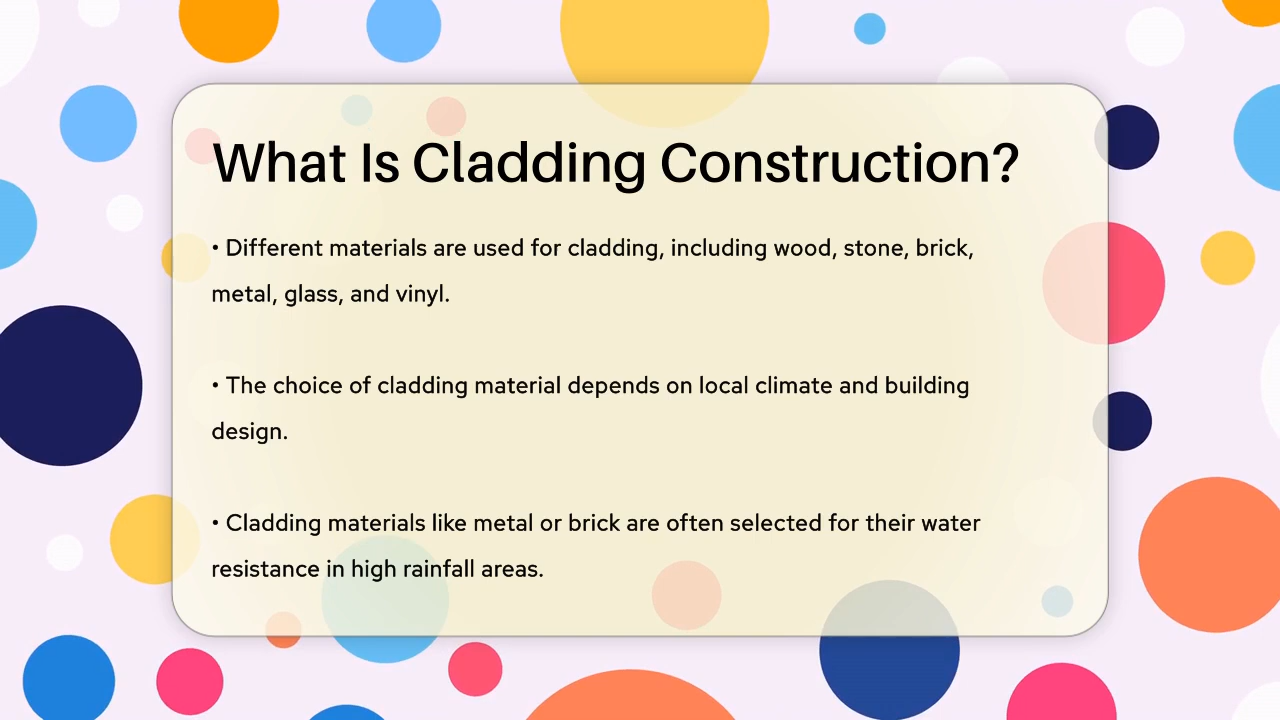 What Is Cladding Construction?
• Different materials are used for cladding, including wood, stone, brick,
metal, glass, and vinyl.
• The choice of cladding material depends on local climate and building
design.
• Cladding materials like metal or brick are often selected for their water
resistance in high rainfall areas.